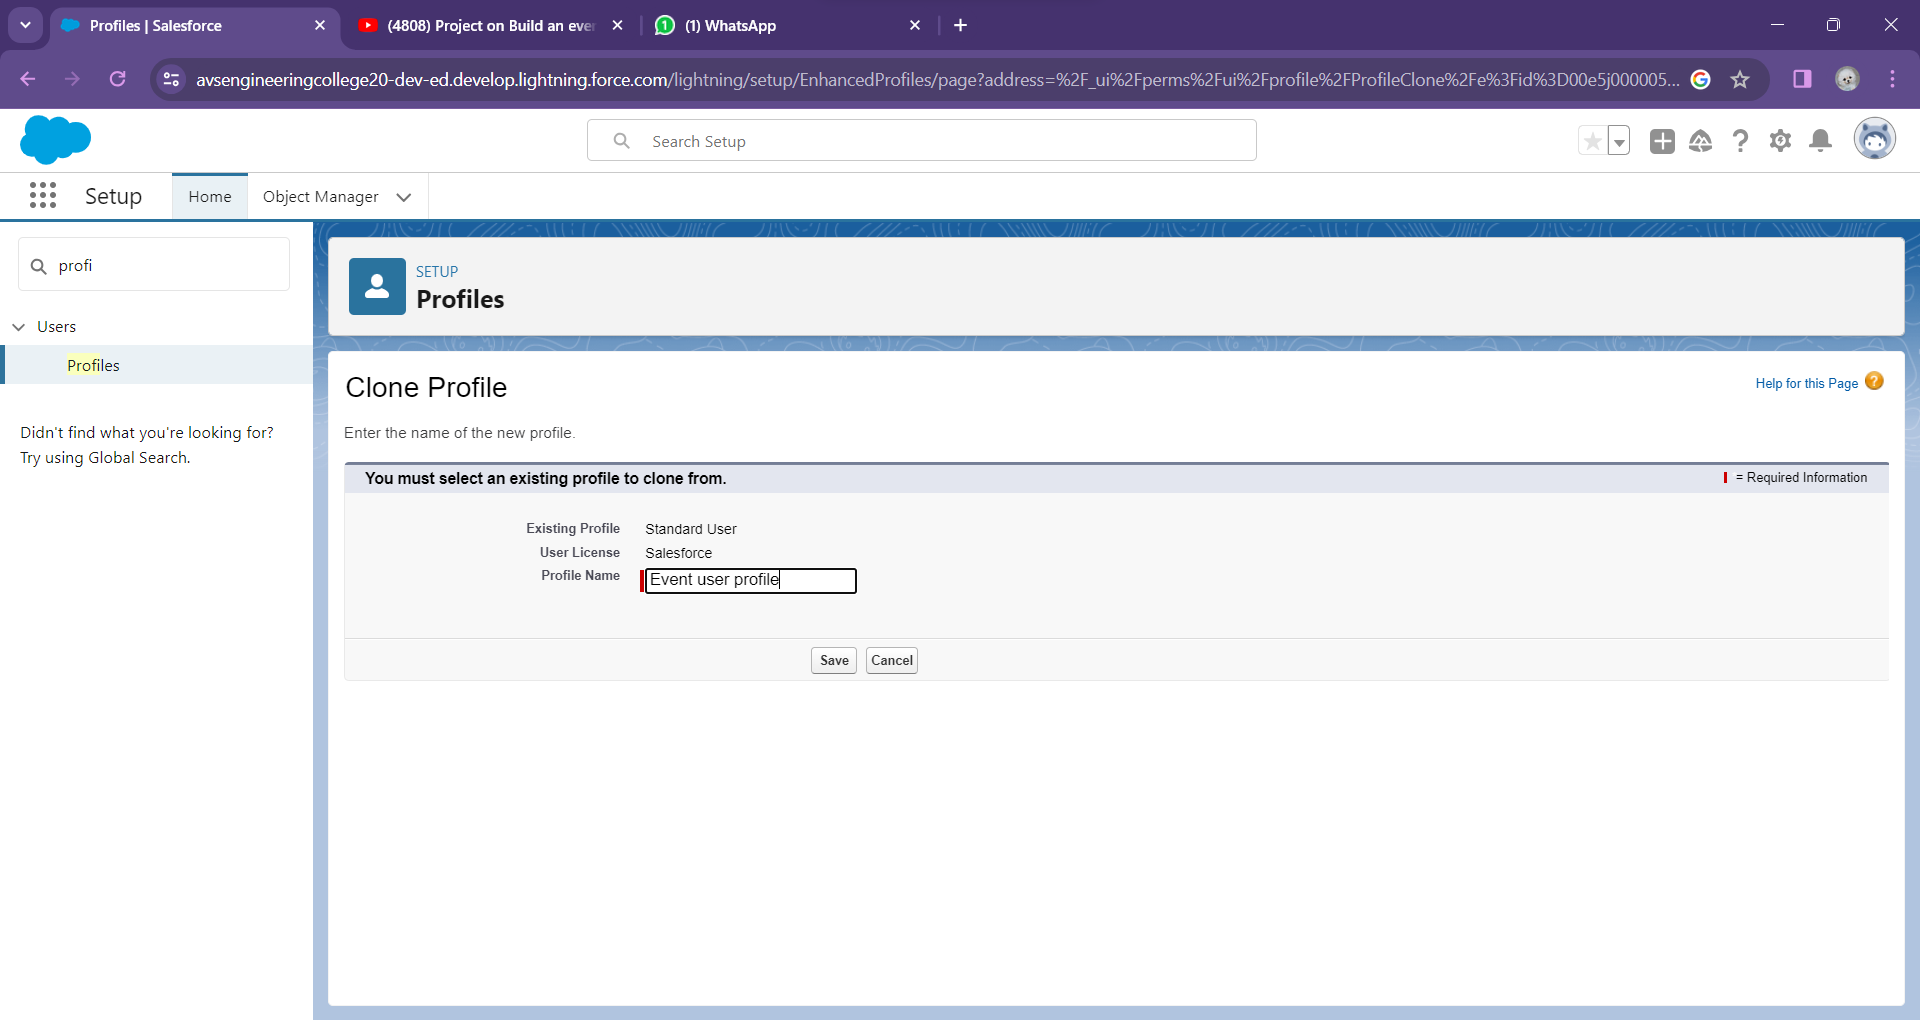 Profiles | Salesforce
(4808) Project on Build an eve
(1) WhatsApp
avsengineeringcollege20-dev-ed.develop.lightning.force.com/lightning/setup/EnhancedProfiles/page?address=%2F_ui%2Fperms%2Fui%2Fprofile%2FProfileClone%2Fe%3Fid%3D00e5j000005...
Search Setup
Setup
Home
Object Manager
profi
SETUP
Profiles
Users
Profiles
Didn't find what you're looking for?
Try using Global Search.
Clone Profile
Help for this Page
Enter the name of the new profile.
You must select an existing profile to clone from.
= Required Information
Existing Profile Standard User
User License Salesforce
Profile Name Event user profile
Save Cancel